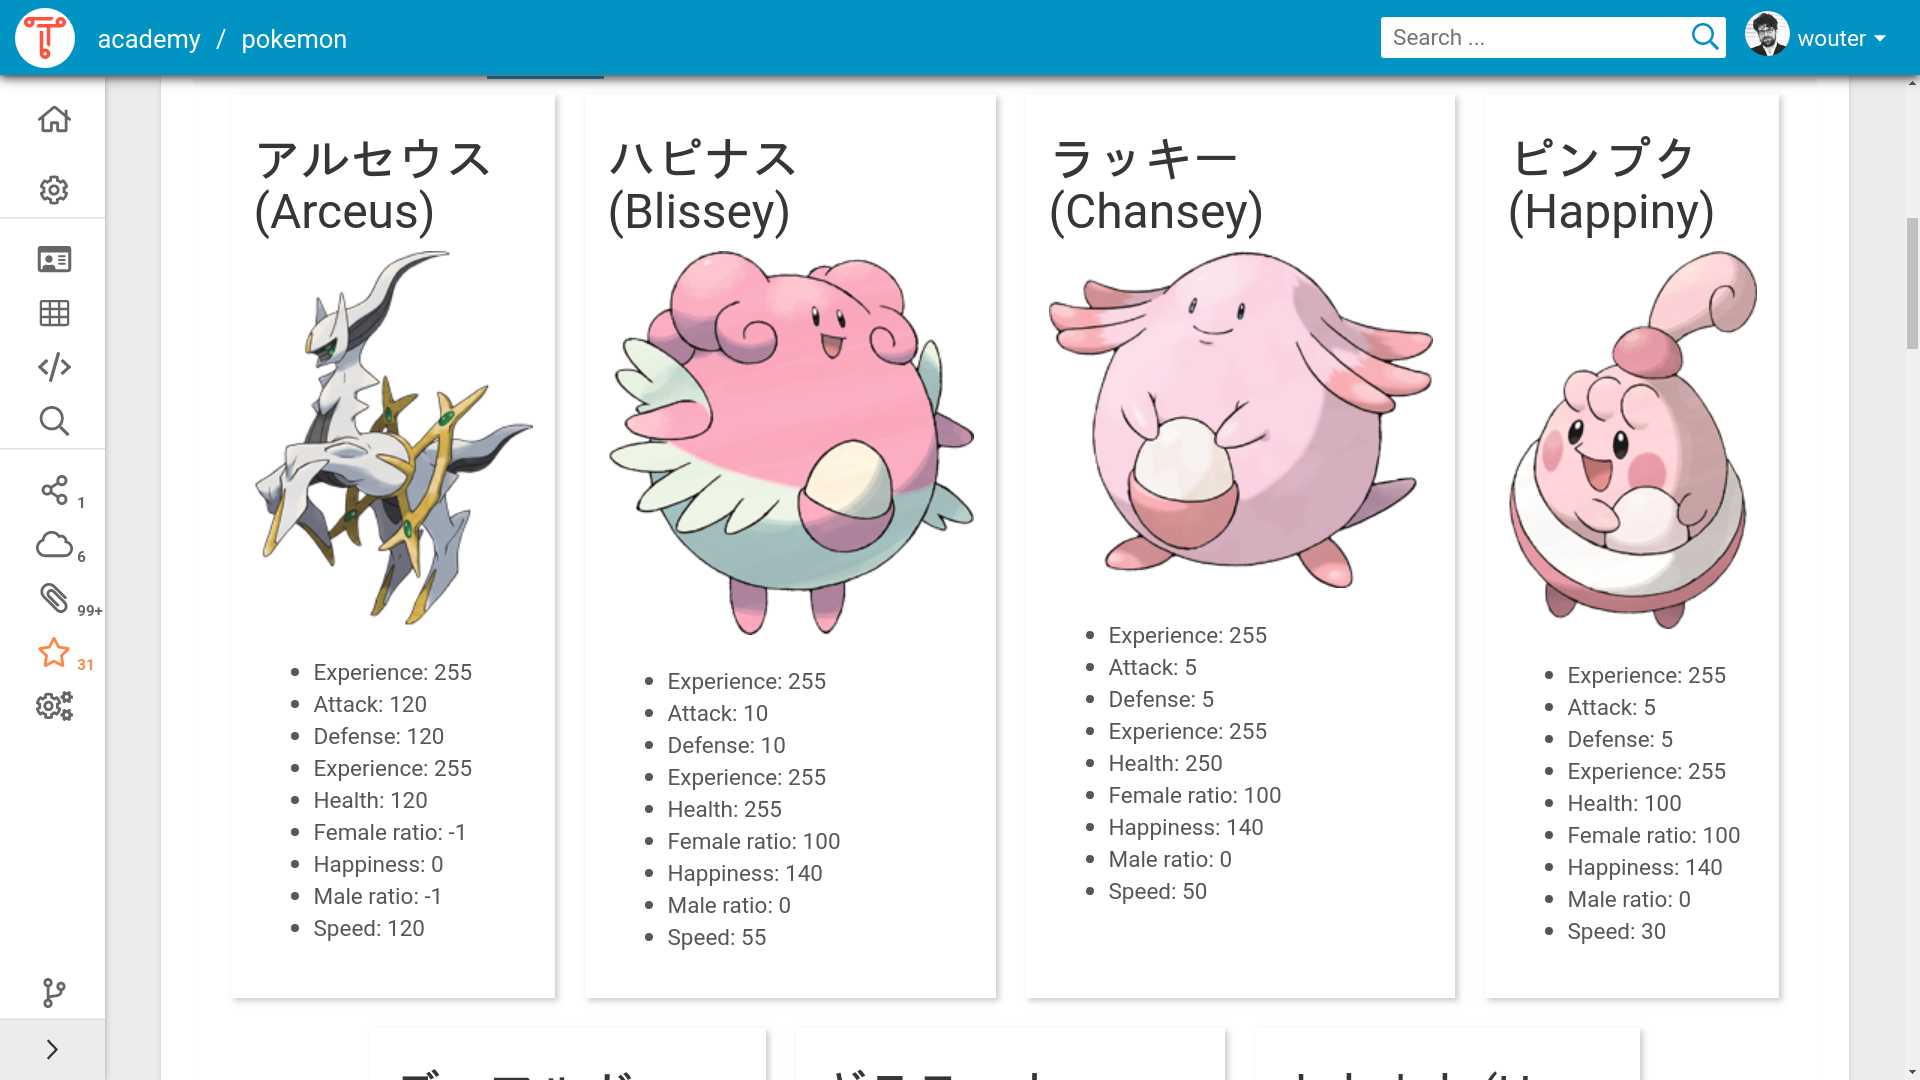 academy / pokemon
Search ...
wouter
1
6
99+
31
アルセウス
(Arceus)
Experience: 255
Attack: 120
Defense: 120
Experience: 255
Health: 120
Female ratio: -1
Happiness: 0
Male ratio: -1
Speed: 120
ハピナス
(Blissey)
Experience: 255
Attack: 10
Defense: 10
Experience: 255
Health: 255
Female ratio: 100
Happiness: 140
Male ratio: 0
Speed: 55
ラッキー
(Chansey)
Experience: 255
Attack: 5
Defense: 5
Experience: 255
Health: 250
Female ratio: 100
Happiness: 140
Male ratio: 0
Speed: 50
ピンプク
(Happiny)
Experience: 255
Attack: 5
Defense: 5
Experience: 255
Health: 100
Female ratio: 100
Happiness: 140
Male ratio: 0
Speed: 30